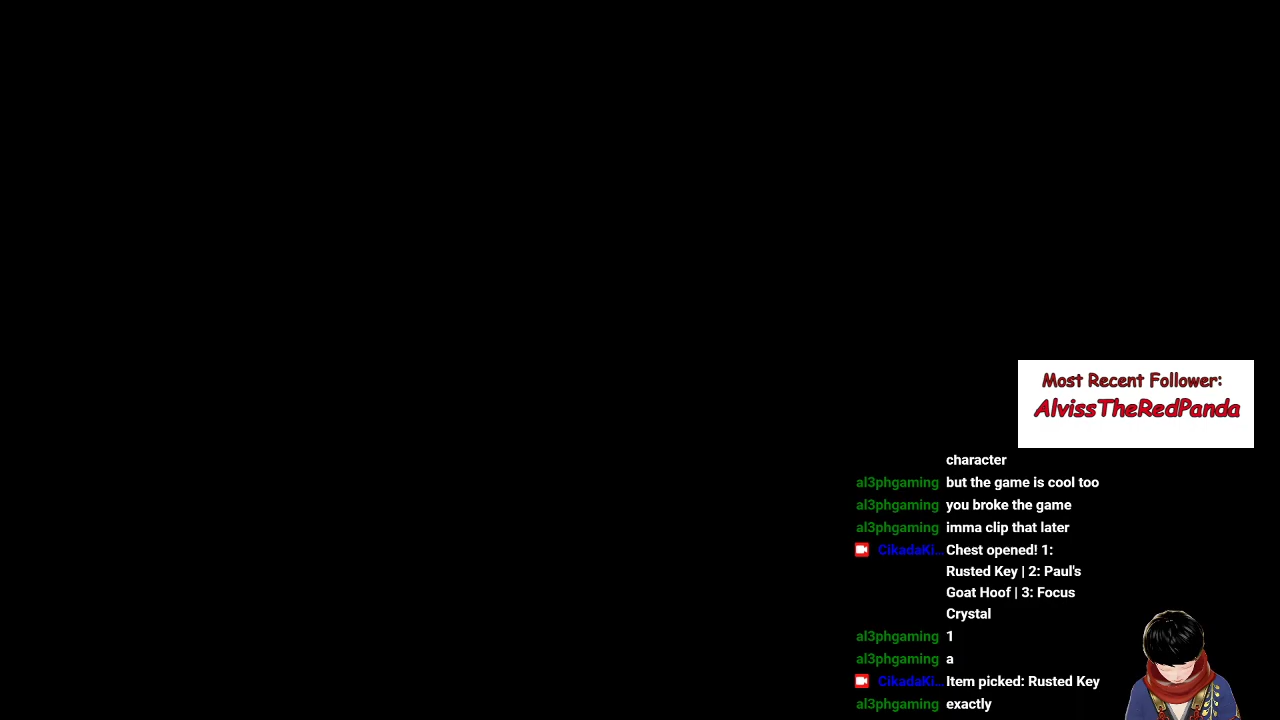 Most Recent Follower:
AlvissTheRedPanda
character
al3phgaming but the game is cool too
al3phgaming you broke the game
al3phgaming imma clip that later
CikadaKi... Chest opened! 1:
Rusted Key | 2: Paul's
Goat Hoof | 3: Focus
Crystal
al3phgaming 1
al3phgaming a
CikadaKi... Item picked: Rusted Key
al3phgaming exactly